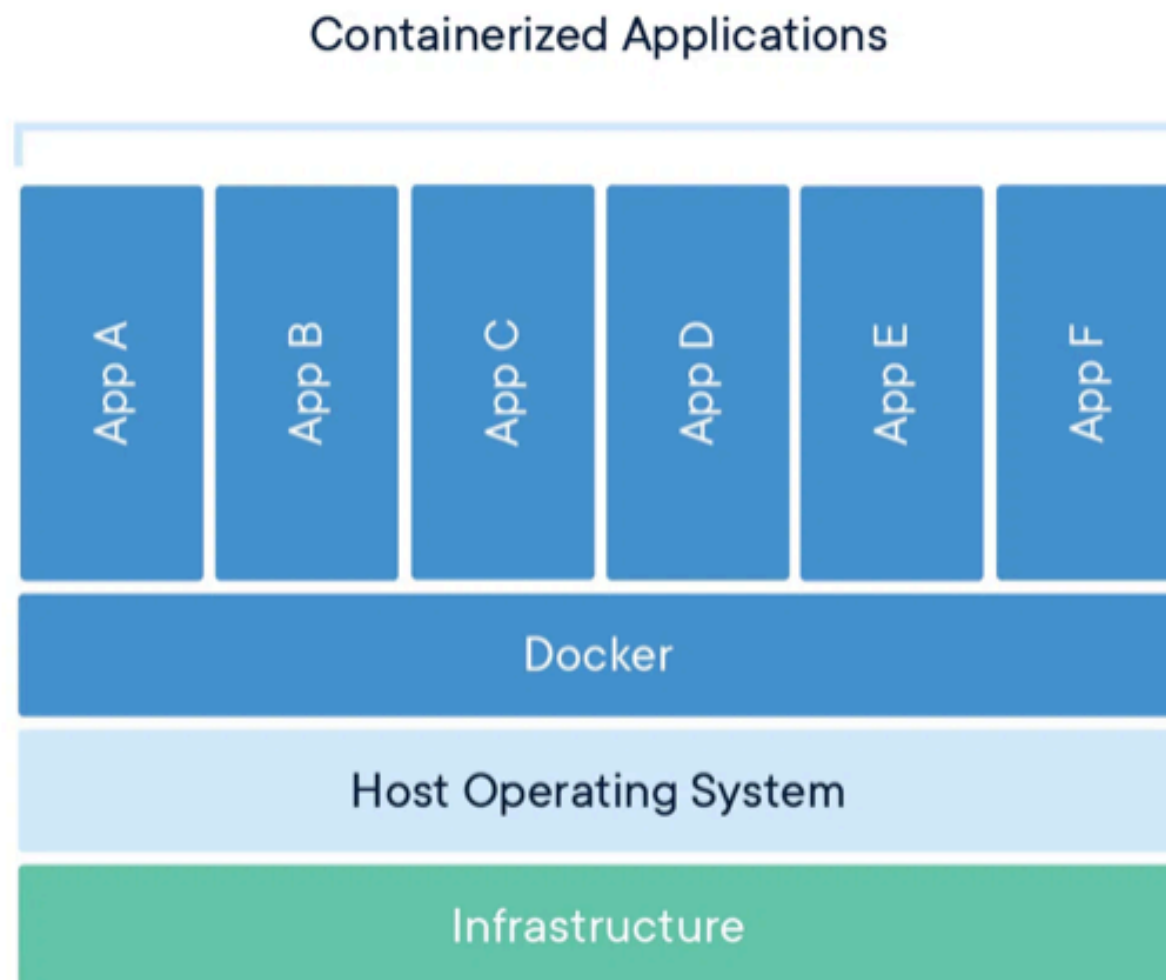 Containerized Applications
App A
App B
App C
App D
App E
App F
Docker
Host Operating System
Infrastructure